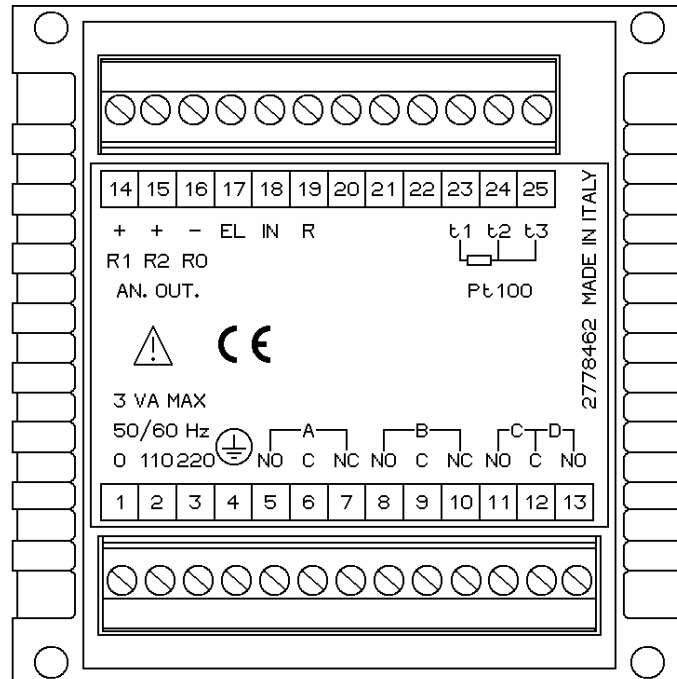 14 15 16 17 18 19 20 21 22 23 24 25
+ + - EL IN R t1 t2 t3
R1 R2 R0
AN. OUT. Pt100
CE
2778462 MADE IN ITALY
3 VA MAX
50/60 Hz A B C D
0 110 220 NO C NC NO C NC NO C NO
1 2 3 4 5 6 7 8 9 10 11 12 13